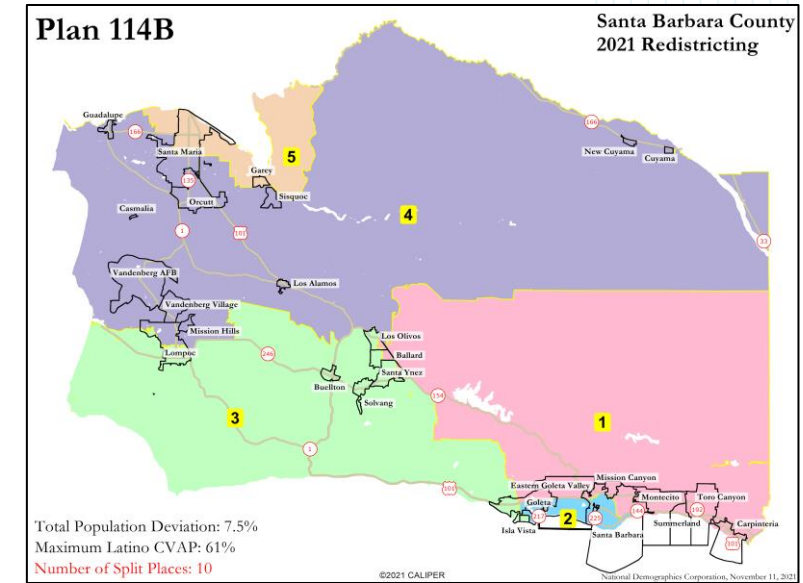 Plan 114B
Santa Barbara County
2021 Redistricting
Guadalupe
166
Santa Maria
166
New Cuyama
Cuyama
5
Garey
135
Sisquoc
Orcutt
Casmalia
4
1
101
33
Vandenberg AFB
Los Alamos
Vandenberg Village
Mission Hills
Los Olivos
246
Ballard
Lompoc
Santa Ynez
Buellton
154
Solvang
3
1
1
101
Mission Canyon
Eastern Goleta Valley
Montecito
Toro Canyon
Goleta
217
2
225
144
192
Isla Vista
Summerland
Carpinteria
Santa Barbara
101
Total Population Deviation: 7.5%
Maximum Latino CVAP: 61%
Number of Split Places: 10
©2021 CALIPER
National Demographics Corporation, November 11, 2021